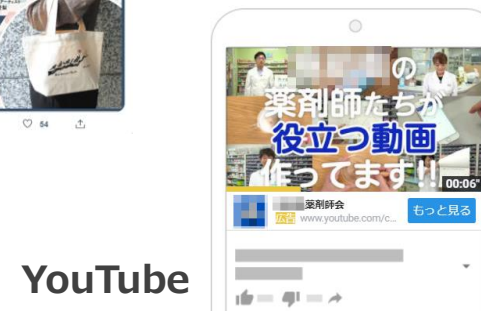 54
の
薬剤師たちが
役立つ動画
作ってます!!
00:06"
薬剤師会
広告 www.youtube.com/c...
もっと見る
YouTube